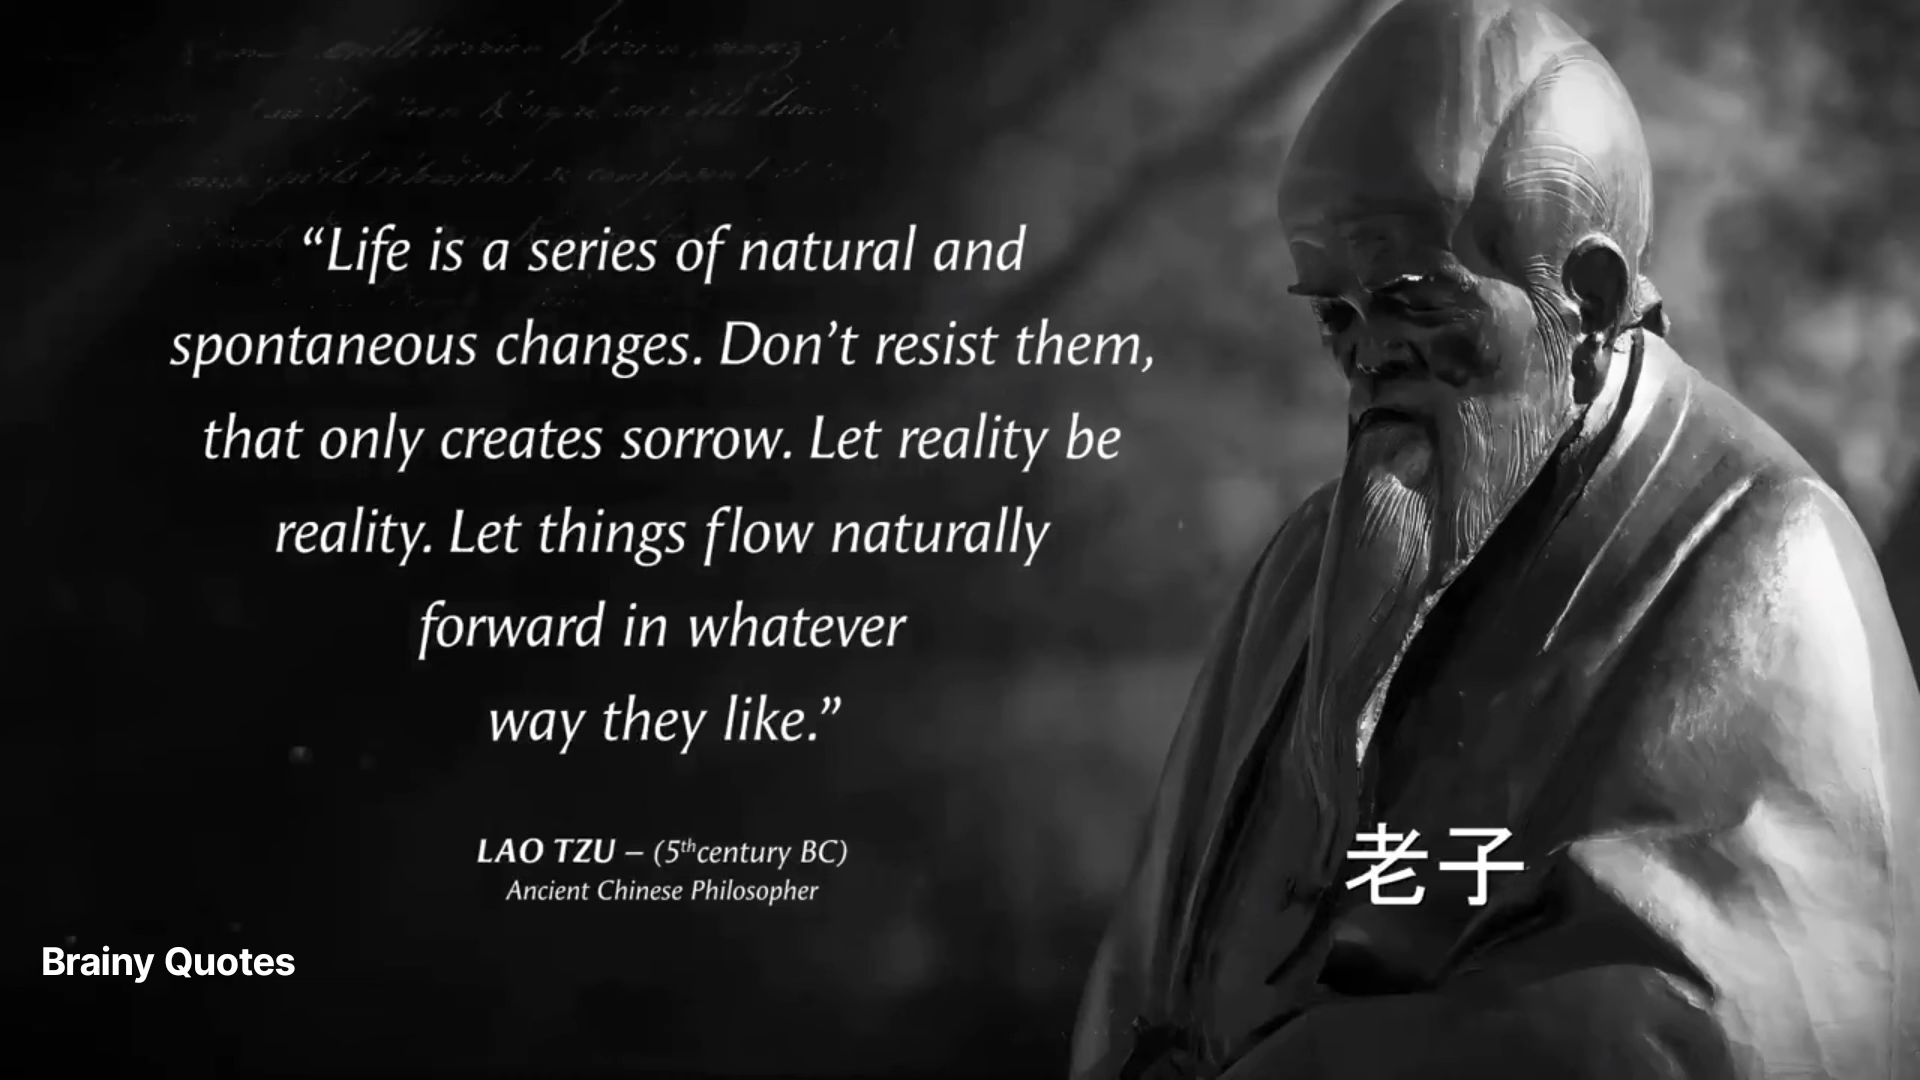 “Life is a series of natural and
spontaneous changes. Don’t resist them,
that only creates sorrow. Let reality be
reality. Let things flow naturally
forward in whatever
way they like.”
LAO TZU – (5thcentury BC)
Ancient Chinese Philosopher
老子
Brainy Quotes